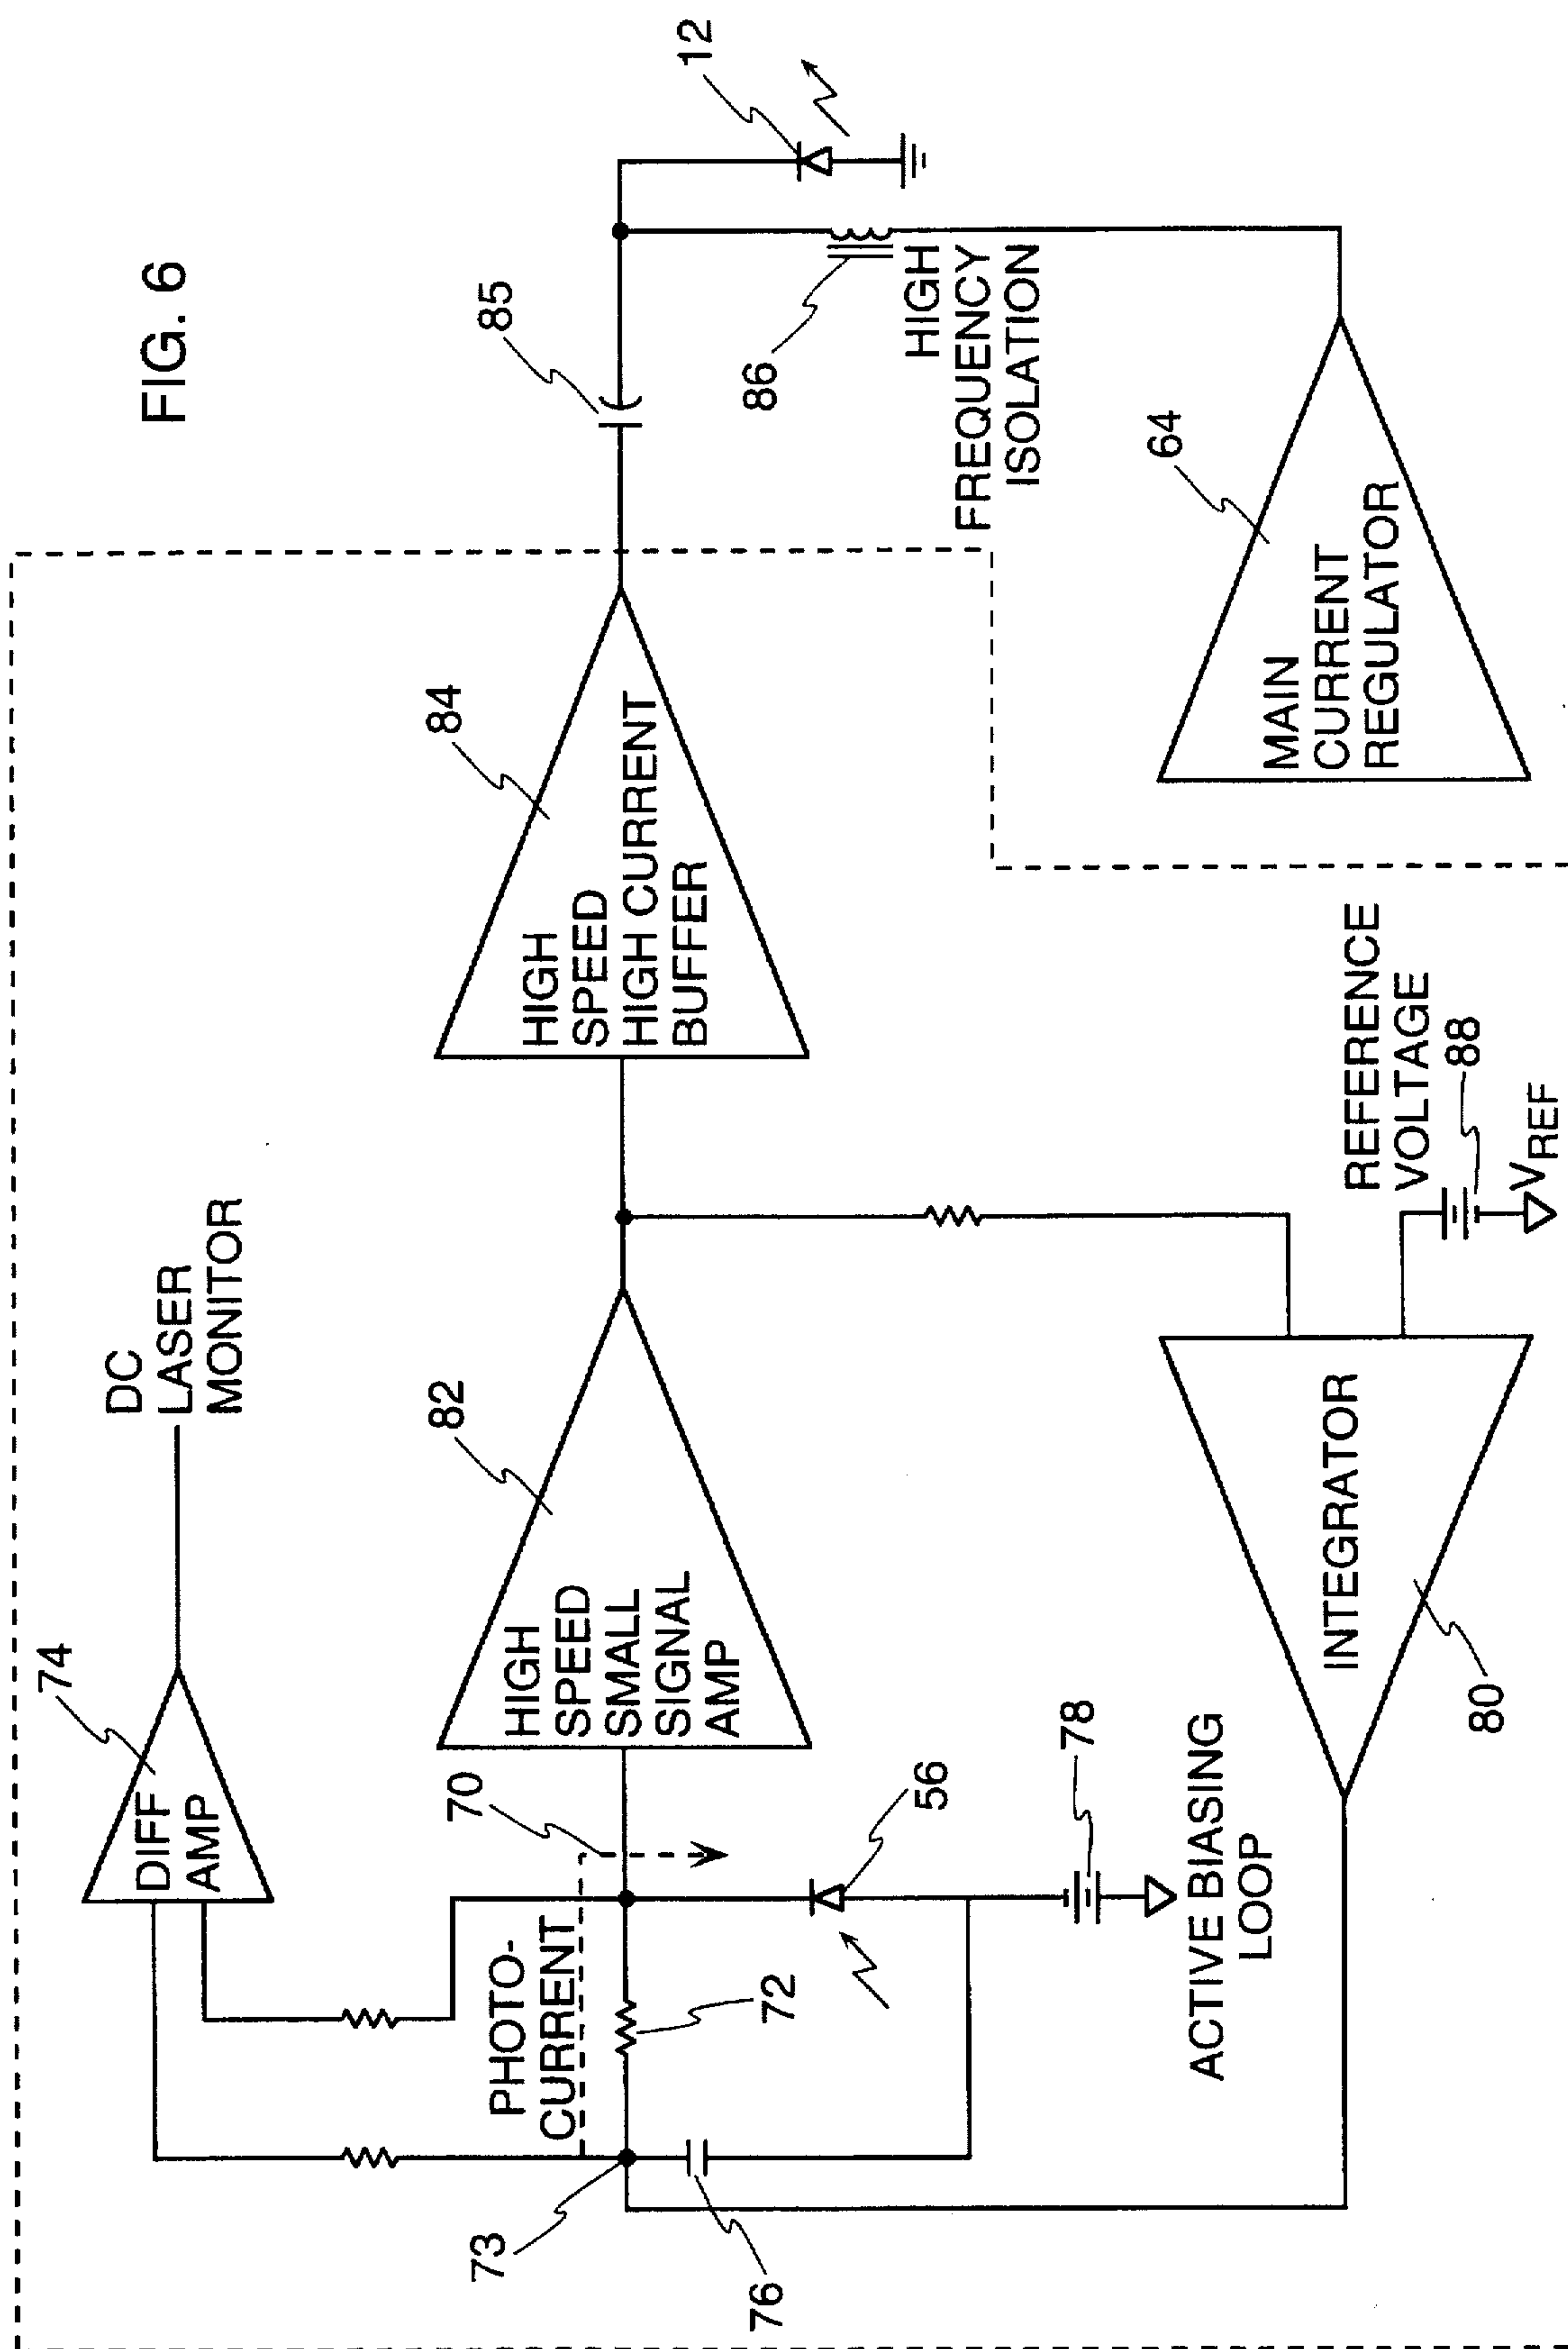 FIG. 6
DC
LASER
MONITOR
74
DIFF
AMP
PHOTO-
CURRENT
70
73
72
76
56
78
ACTIVE BIASING
LOOP
82
HIGH
SPEED
SMALL
SIGNAL
AMP
84
HIGH
SPEED
HIGH CURRENT
BUFFER
85
12
86
HIGH
FREQUENCY
ISOLATION
64
MAIN
CURRENT
REGULATOR
REFERENCE
VOLTAGE
88
VREF
INTEGRATOR
80